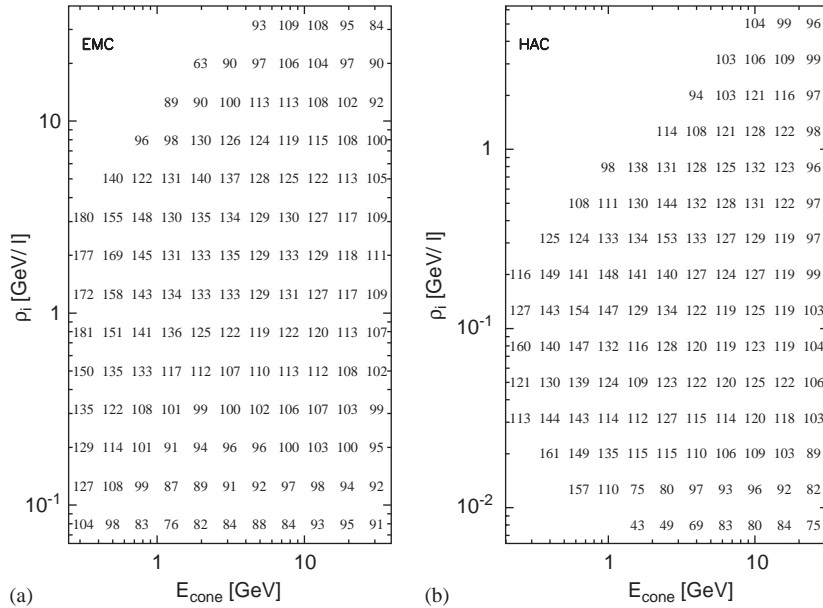 EMC
93 109 108 95 84
63 90 97 106 104 97 90
89 90 100 113 113 108 102 92
96 98 130 126 124 119 115 108 100
140 122 131 140 137 128 125 122 113 105
180 155 148 130 135 134 129 130 127 117 109
177 169 145 131 133 135 129 133 129 118 111
172 158 143 134 133 133 129 131 127 117 109
181 151 141 136 125 122 119 122 120 113 107
150 135 133 117 112 107 110 113 112 108 102
135 122 108 101 99 100 102 106 107 103 99
129 114 101 91 94 96 96 100 103 100 95
127 108 99 87 89 91 92 97 98 94 92
104 98 83 76 82 84 88 84 93 95 91
10
1
10⁻¹
ρi [GeV/ l]
1 10
Econe [GeV]
(a)
HAC
104 99 96
103 106 109 99
94 103 121 116 97
114 108 121 128 122 98
98 138 131 128 125 132 123 96
108 111 130 144 132 128 131 122 97
125 124 133 134 153 133 127 129 119 97
116 149 141 148 141 140 127 124 127 119 99
127 143 154 147 129 134 122 119 125 119 103
160 140 147 132 116 128 120 119 123 119 104
121 130 139 124 109 123 122 120 125 122 106
113 144 143 114 112 127 115 114 120 118 103
161 149 135 115 115 110 106 109 103 89
157 110 75 80 97 93 96 92 82
43 49 69 83 80 84 75
1
10⁻¹
10⁻²
ρi [GeV/ l]
1 10
Econe [GeV]
(b)